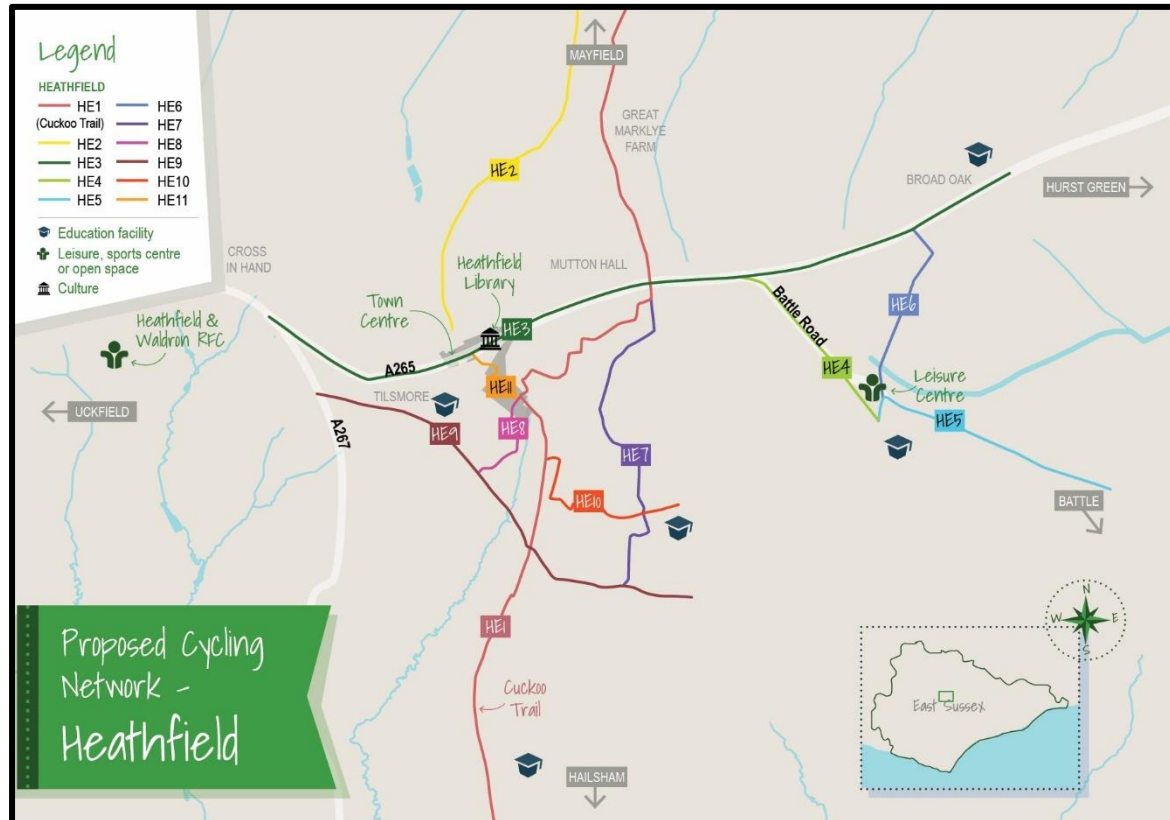 Legend
HEATHFIELD
HE1
(Cuckoo Trail)
HE2
HE3
HE4
HE5
HE6
HE7
HE8
HE9
HE10
HE11
Education facility
Leisure, sports centre
or open space
Culture
MAYFIELD
GREAT
MARKLYE
FARM
BROAD OAK
HURST GREEN
HE2
CROSS
IN HAND
Heathfield
Library
MUTTON HALL
Town
Centre
HE3
Battle Road
HE6
Heathfield &
Waldron RFC
A265
HE4
Leisure
Centre
HE11
TILSMORE
UCKFIELD
A267
HE9
HE8
HE5
HE7
BATTLE
HE10
HE1
Proposed Cycling
Network -
Heathfield
Cuckoo
Trail
HAILSHAM
N
W
E
S
East Sussex